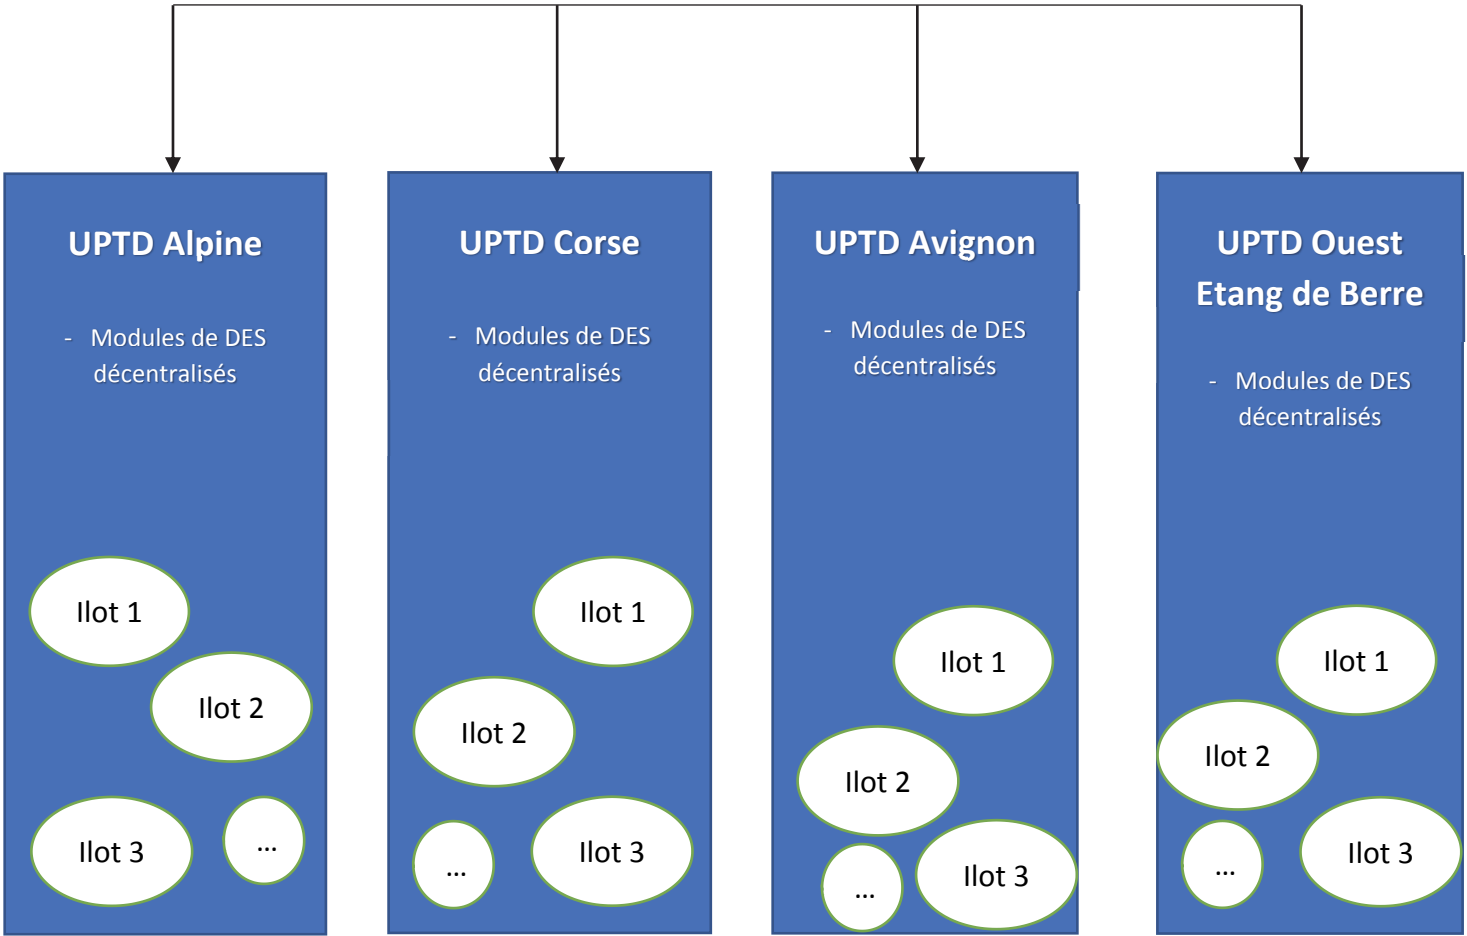 UPTD Alpine
- Modules de DES
décentralisés
Ilot 1
Ilot 2
Ilot 3
...
UPTD Corse
- Modules de DES
décentralisés
Ilot 1
Ilot 2
...
Ilot 3
UPTD Avignon
- Modules de DES
décentralisés
Ilot 1
Ilot 2
...
Ilot 3
UPTD Ouest
Etang de Berre
- Modules de DES
décentralisés
Ilot 1
Ilot 2
...
Ilot 3